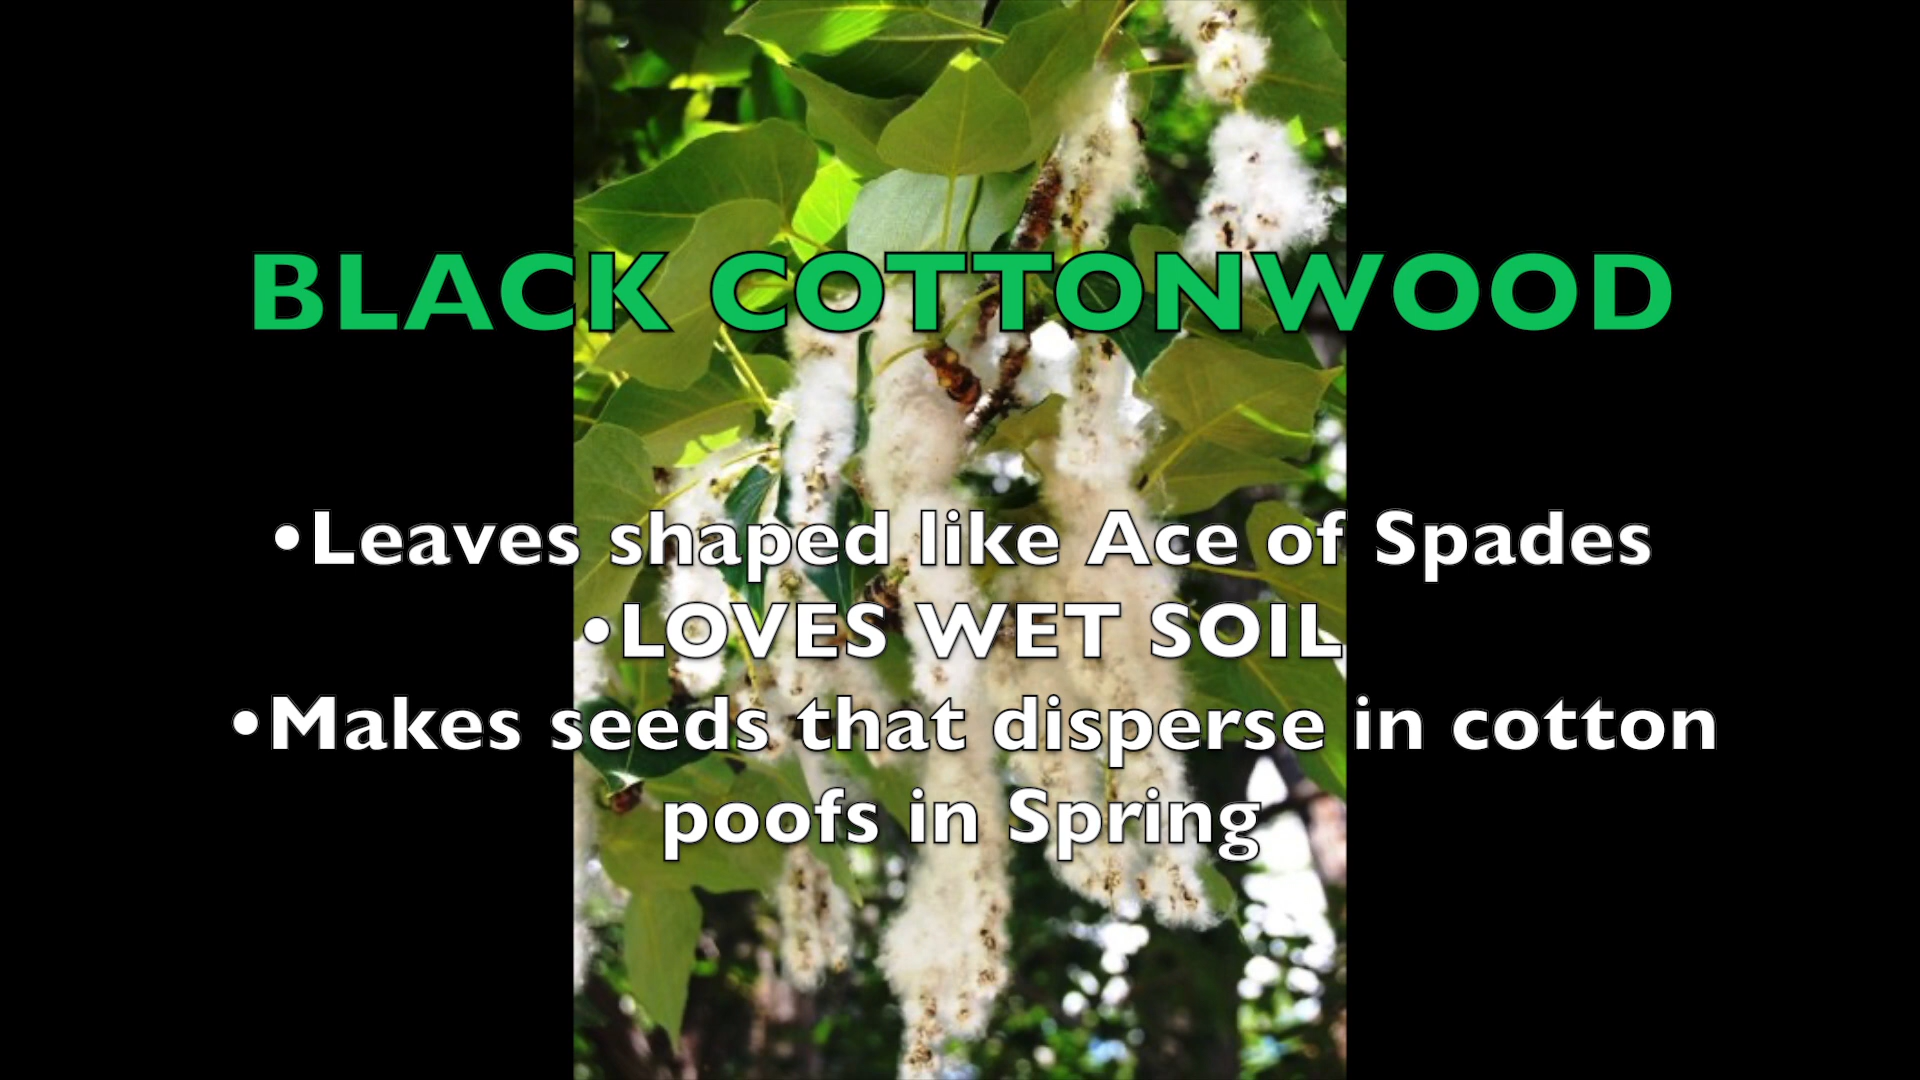 BLACK COTTONWOOD
•Leaves shaped like Ace of Spades
•LOVES WET SOIL
•Makes seeds that disperse in cotton
poofs in Spring